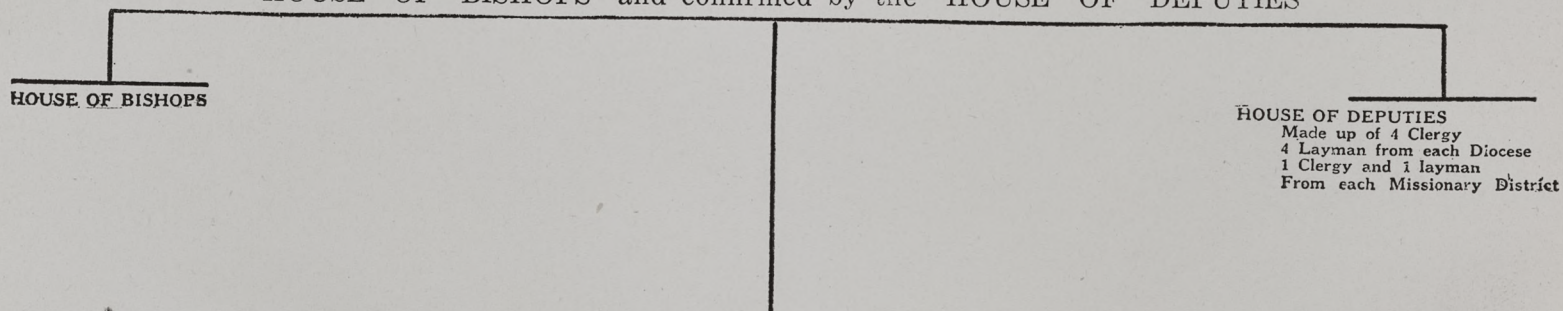 HOUSE OF BISHOPS and confirmed by the HOUSE OF DEPUTIES
HOUSE OF BISHOPS
HOUSE OF DEPUTIES
Made up of 4 Clergy
4 Layman from each Diocese
1 Clergy and 1 layman
From each Missionary District